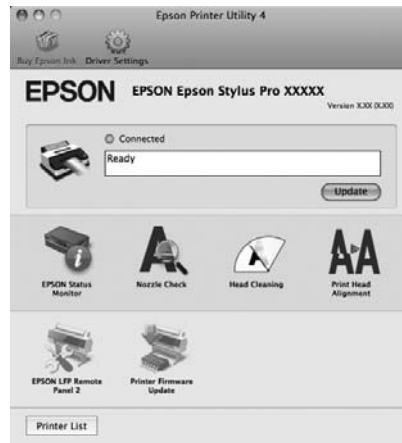 Epson Printer Utility 4
Buy Epson Ink Driver Settings
EPSON EPSON Epson Stylus Pro XXXXX
Version X.XX (X.XX)
Connected
Ready
Update
EPSON Status Monitor
Nozzle Check
Head Cleaning
Print Head Alignment
EPSON LFP Remote Panel 2
Printer Firmware Update
Printer List